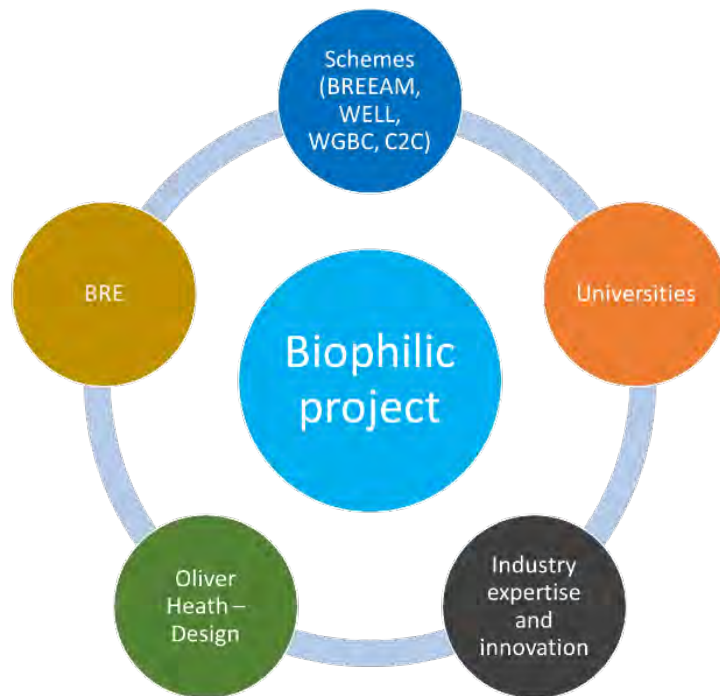 Schemes
(BREEAM,
WELL,
WGBC, C2C)
BRE
Universities
Biophilic
project
Oliver
Heath –
Design
Industry
expertise
and
innovation